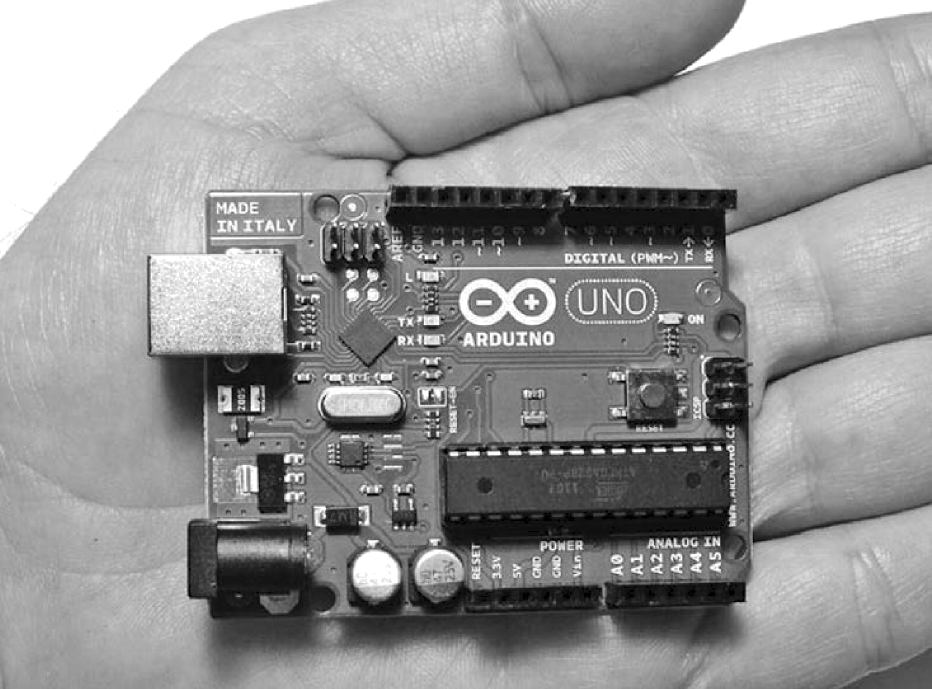 MADE
IN ITALY
AREF
GND
13
12
~11
~10
~9
8
7
~6
~5
4
~3
2
TX→1
RX←0
DIGITAL (PWM~)
L
TX
RX
ARDUINO
UNO
ON
RESET-EN
RESET
ICSP
POWER
ANALOG IN
RESET
3.3V
5V
GND
GND
Vin
A0
A1
A2
A3
A4
A5